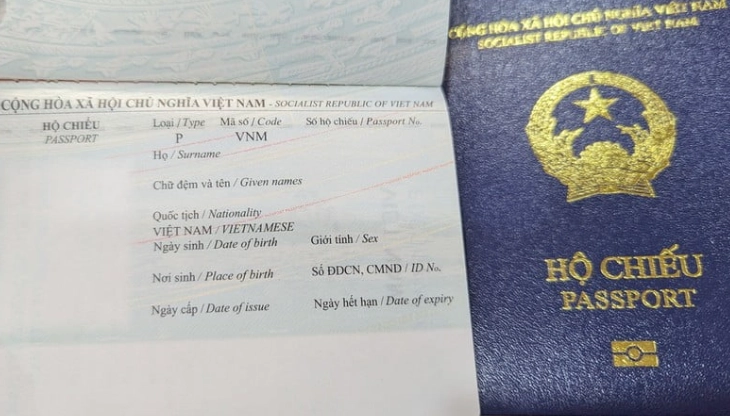 CỘNG HÒA XÃ HỘI CHỦ NGHĨA VIỆT NAM - SOCIALIST REPUBLIC OF VIET NAM
HỘ CHIẾU
PASSPORT
Loại / Type Mã số / Code Số hộ chiếu / Passport No.
P VNM
Họ / Surname
Chữ đệm và tên / Given names
Quốc tịch / Nationality
VIỆT NAM / VIETNAMESE
Ngày sinh / Date of birth Giới tính / Sex
Nơi sinh / Place of birth Số ĐDCN, CMND / ID No.
Ngày cấp / Date of issue Ngày hết hạn / Date of expiry
CỘNG HÒA XÃ HỘI CHỦ NGHĨA VIỆT NAM
SOCIALIST REPUBLIC OF VIET NAM
HỘ CHIẾU
PASSPORT